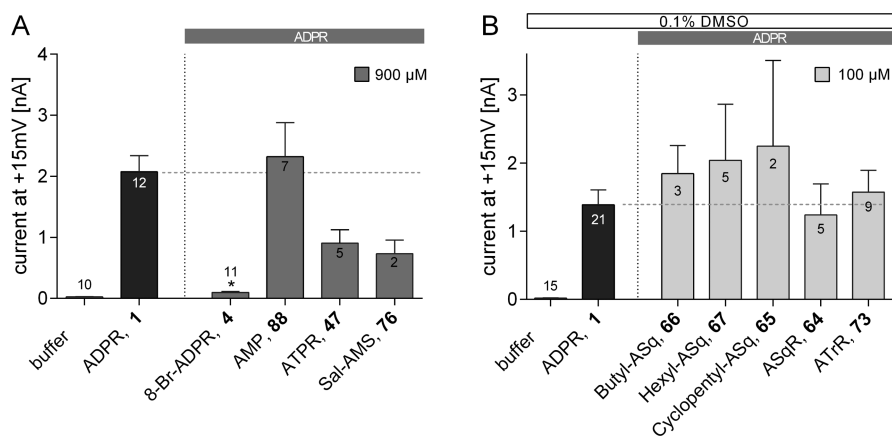 A
ADPR
current at +15mV [nA]
4
3
2
1
0
900 µM
10
12
11
*
7
5
2
buffer
ADPR, 1
8-Br-ADPR, 4
AMP, 88
ATPR, 47
Sal-AMS, 76
B
0.1% DMSO
ADPR
current at +15mV [nA]
3
2
1
0
100 µM
15
21
3
5
2
5
9
buffer
ADPR, 1
Butyl-ASq, 66
Hexyl-ASq, 67
Cyclopentyl-ASq, 65
ASqR, 64
ATrR, 73